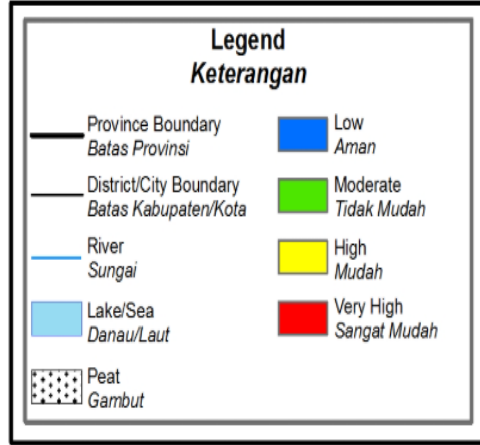 Legend
Keterangan
Province Boundary
Batas Provinsi
District/City Boundary
Batas Kabupaten/Kota
River
Sungai
Lake/Sea
Danau/Laut
Peat
Gambut
Low
Aman
Moderate
Tidak Mudah
High
Mudah
Very High
Sangat Mudah